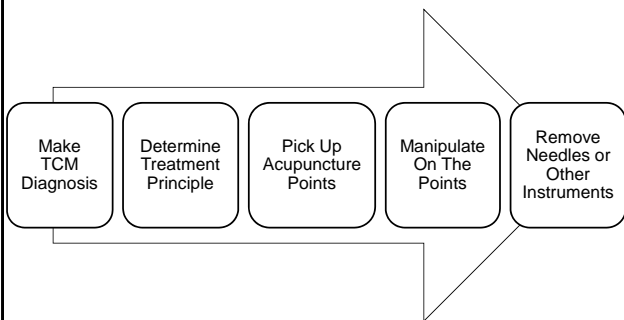 Make
TCM
Diagnosis
Determine
Treatment
Principle
Pick Up
Acupuncture
Points
Manipulate
On The
Points
Remove
Needles or
Other
Instruments